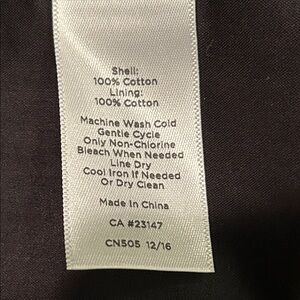 Shell:
100% Cotton
Lining:
100% Cotton
Machine Wash Cold
Gentle Cycle
Only Non-Chlorine
Bleach When Needed
Line Dry
Cool Iron If Needed
Or Dry Clean
Made In China
CA #23147
CN505 12/16